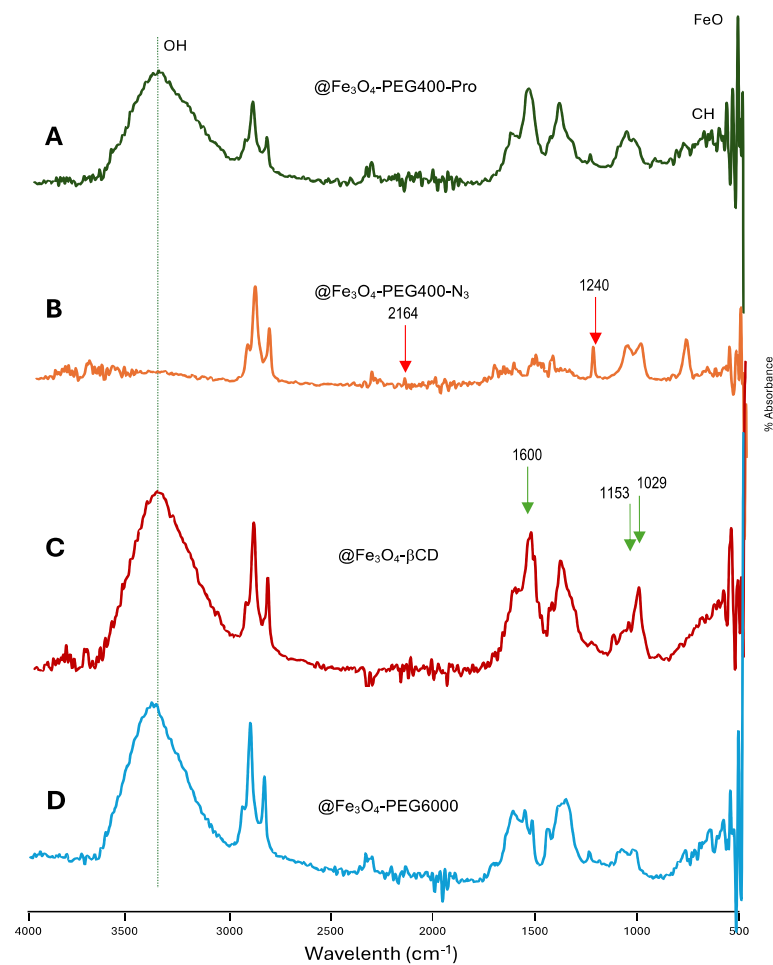 FeO
OH
@Fe₃O₄-PEG400-Pro
CH
A
@Fe₃O₄-PEG400-N₃
1240
B
2164
% Absorbance
1600
1153
1029
C
@Fe₃O₄-βCD
D
@Fe₃O₄-PEG6000
4000 3500 3000 2500 2000 1500 1000 500
Wavelenth (cm⁻¹)